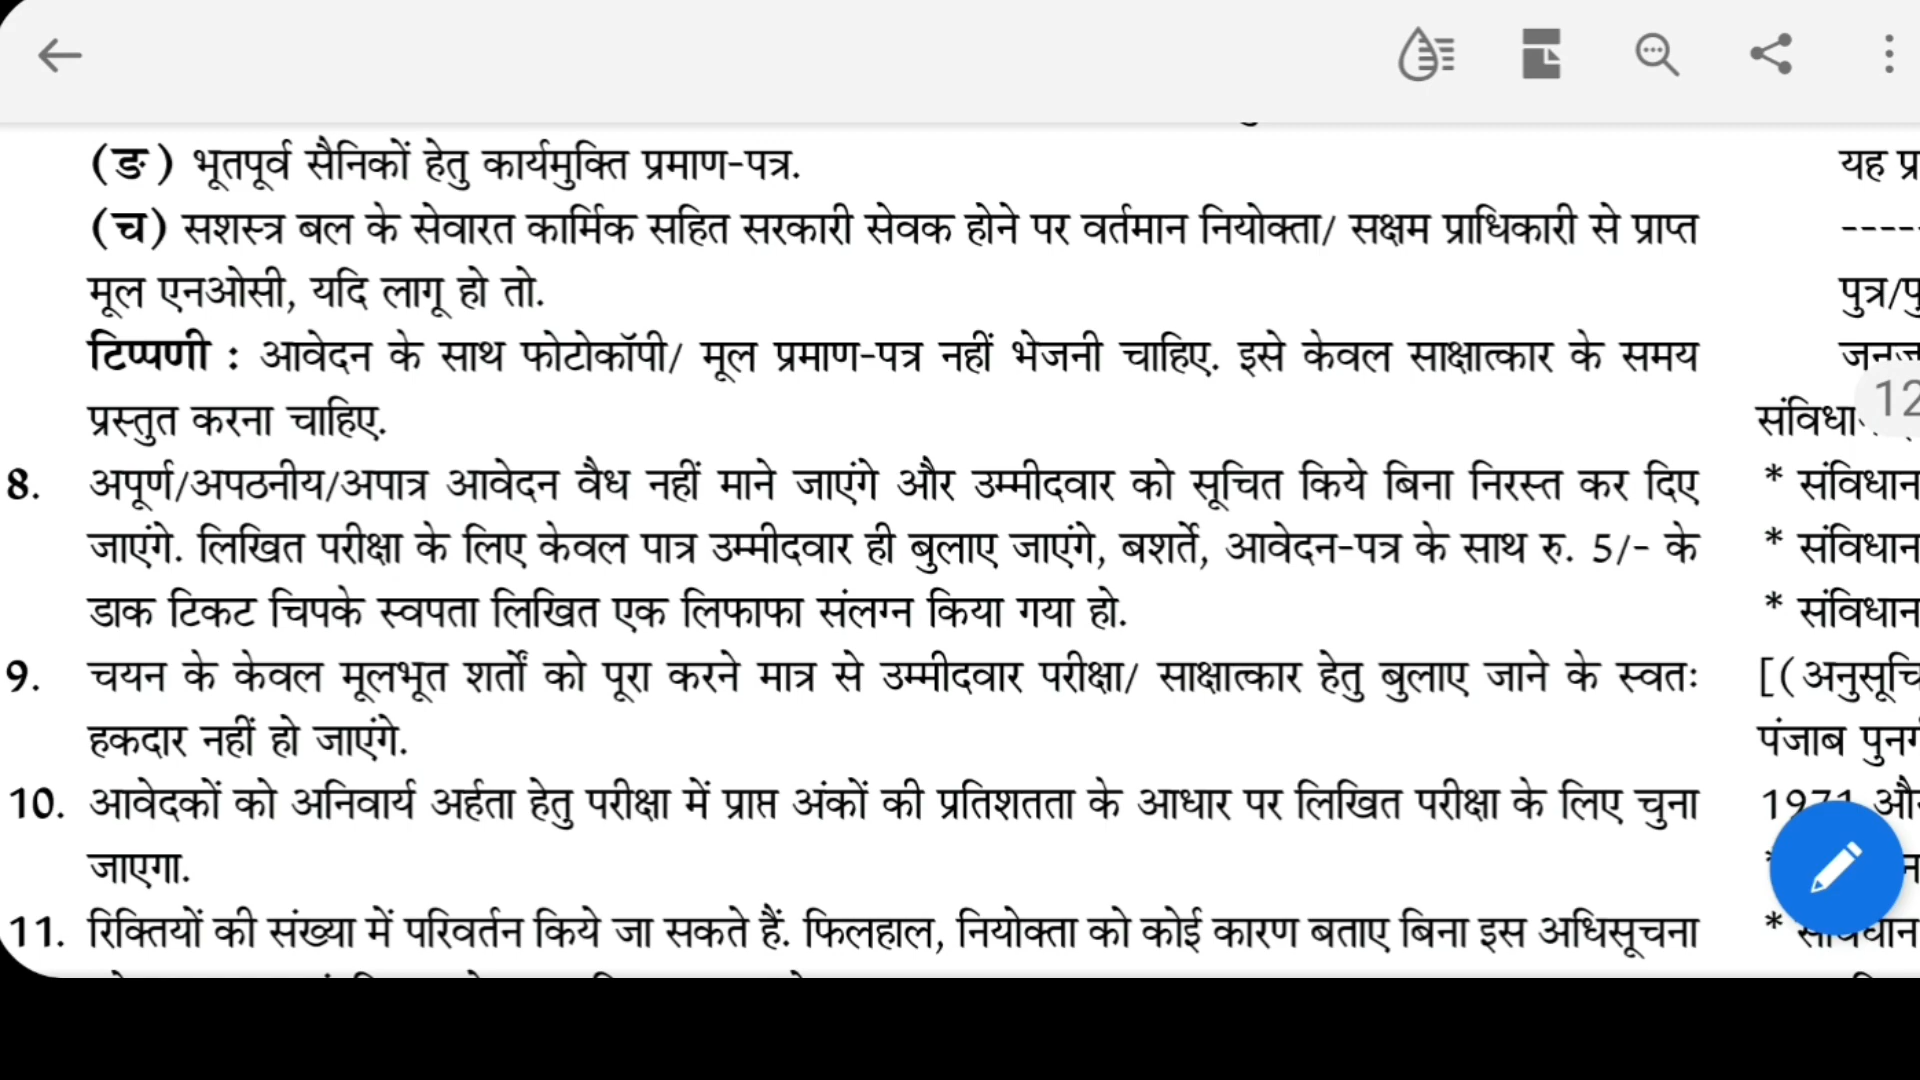 (ङ) भूतपूर्व सैनिकों हेतु कार्यमुक्ति प्रमाण-पत्र.
(च) सशस्त्र बल के सेवारत कार्मिक सहित सरकारी सेवक होने पर वर्तमान नियोक्ता/ सक्षम प्राधिकारी से प्राप्त
मूल एनओसी, यदि लागू हो तो.
टिप्पणी : आवेदन के साथ फोटोकॉपी/ मूल प्रमाण-पत्र नहीं भेजनी चाहिए. इसे केवल साक्षात्कार के समय
प्रस्तुत करना चाहिए.
8. अपूर्ण/अपठनीय/अपात्र आवेदन वैध नहीं माने जाएंगे और उम्मीदवार को सूचित किये बिना निरस्त कर दिए
जाएंगे. लिखित परीक्षा के लिए केवल पात्र उम्मीदवार ही बुलाए जाएंगे, बशर्ते, आवेदन-पत्र के साथ रु. 5/- के
डाक टिकट चिपके स्वपता लिखित एक लिफाफा संलग्न किया गया हो.
9. चयन के केवल मूलभूत शर्तों को पूरा करने मात्र से उम्मीदवार परीक्षा/ साक्षात्कार हेतु बुलाए जाने के स्वतः
हकदार नहीं हो जाएंगे.
10. आवेदकों को अनिवार्य अर्हता हेतु परीक्षा में प्राप्त अंकों की प्रतिशतता के आधार पर लिखित परीक्षा के लिए चुना
जाएगा.
11. रिक्तियों की संख्या में परिवर्तन किये जा सकते हैं. फिलहाल, नियोक्ता को कोई कारण बताए बिना इस अधिसूचना
यह
-----
12
* संविधान
* संविधान
* संविधान
पंजाब